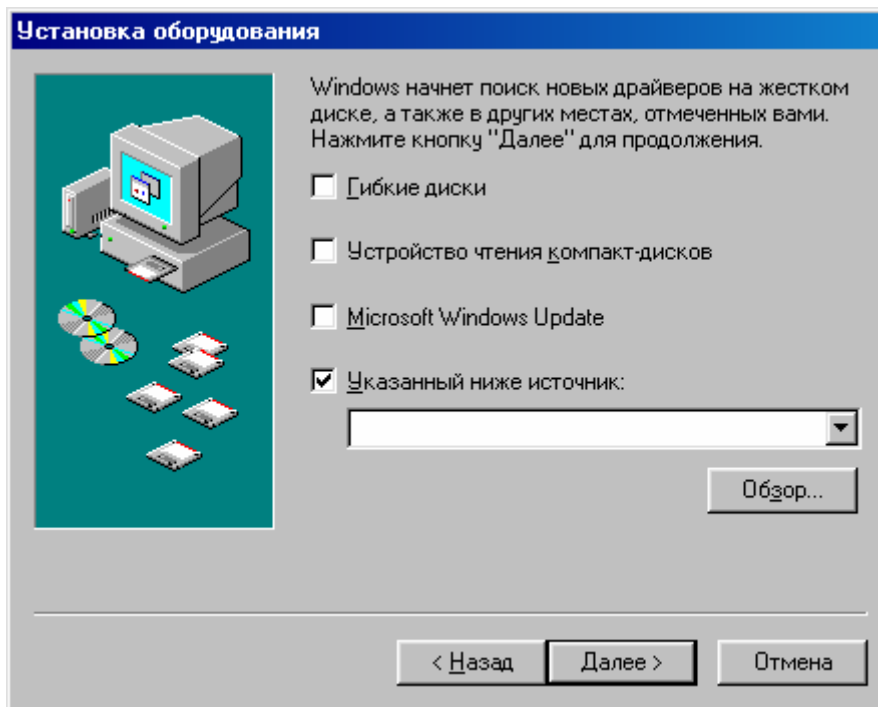 Установка оборудования
Windows начнет поиск новых драйверов на жестком
диске, а также в других местах, отмеченных вами.
Нажмите кнопку "Далее" для продолжения.
Гибкие диски
Устройство чтения компакт-дисков
Microsoft Windows Update
Указанный ниже источник:
Обзор...
< Назад
Далее >
Отмена